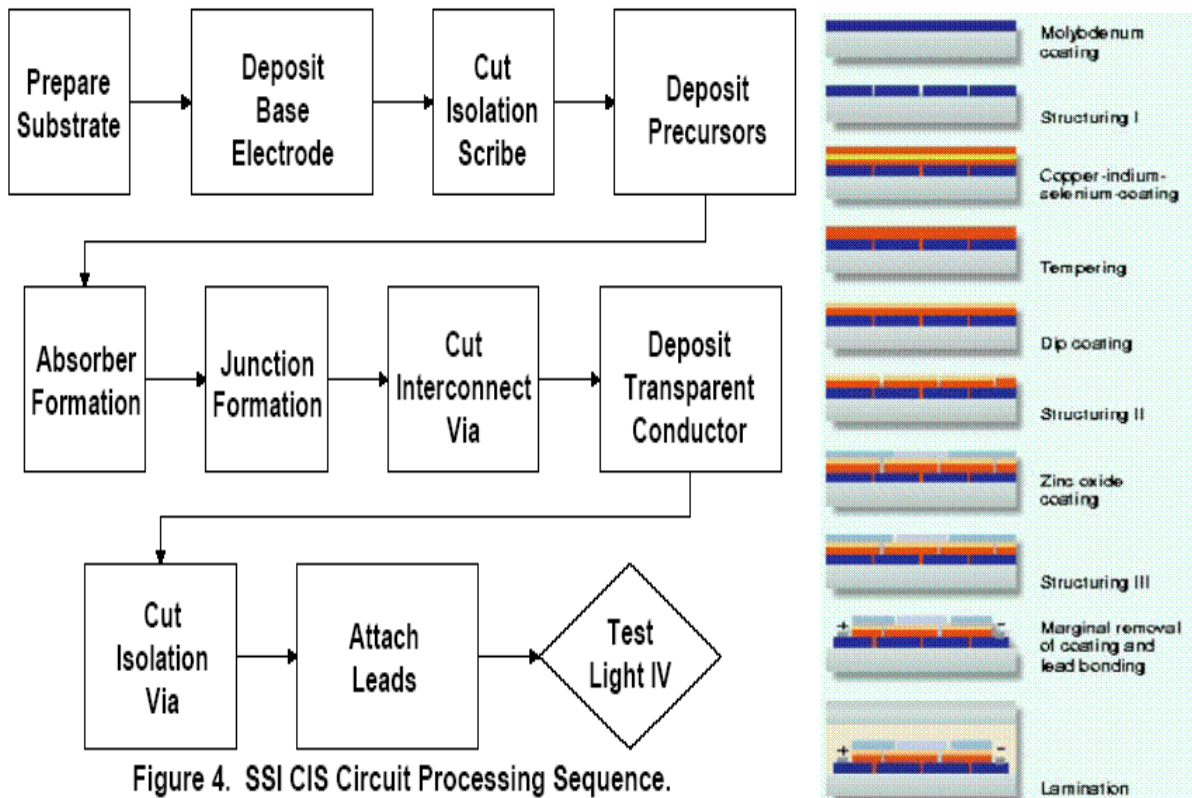 Prepare
Substrate
Deposit
Base
Electrode
Cut
Isolation
Scribe
Deposit
Precursors
Absorber
Formation
Junction
Formation
Cut
Interconnect
Via
Deposit
Transparent
Conductor
Cut
Isolation
Via
Attach
Leads
Test
Light IV
Figure 4. SSI CIS Circuit Processing Sequence.
Molybdenum
coating
Structuring I
Copper-indium-
selenium-coating
Tempering
Dip coating
Structuring II
Zinc oxide
coating
Structuring III
+
-
Marginal removal
of coating and
lead bonding
+
-
Lamination